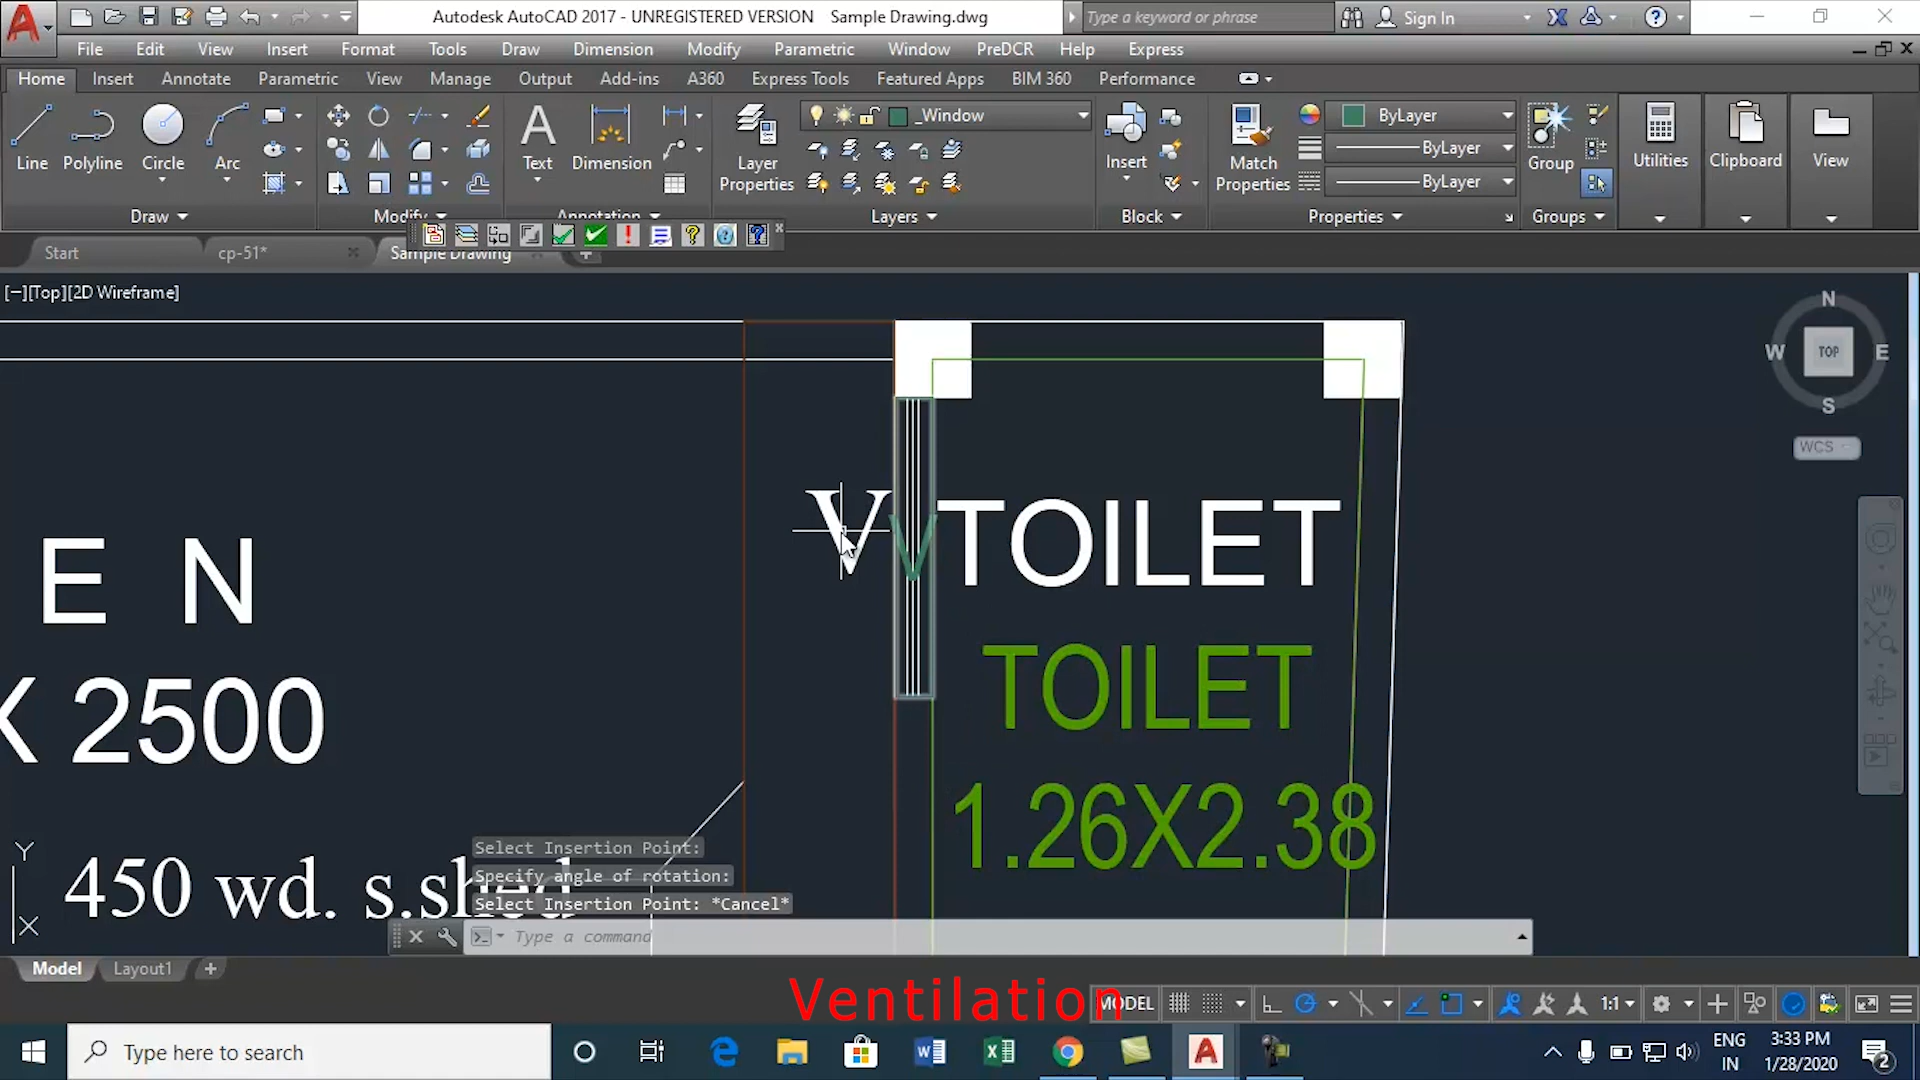 Autodesk AutoCAD 2017 - UNREGISTERED VERSION Sample Drawing.dwg
Type a keyword or phrase
Sign In
File Edit View Insert Format Tools Draw Dimension Modify Parametric Window PreDCR Help Express
Home Insert Annotate Parametric View Manage Output Add-ins A360 Express Tools Featured Apps BIM 360 Performance
_Window
ByLayer
ByLayer
ByLayer
Line Polyline Circle Arc
Text Dimension
Layer Properties
Insert
Match Properties
Group
Utilities Clipboard View
Draw Modify Annotation Layers Block Properties Groups
Start cp-51* Sample Drawing
[−][Top][2D Wireframe]
N
W TOP E
S
WCS
V V TOILET
E N
TOILET
X 2500
1.26X2.38
450 wd. s.shed
Y
X
Select Insertion Point:
Specify angle of rotation:
Select Insertion Point: *Cancel*
Type a command
Model Layout1 +
Ventilation
MODEL
1:1
Type here to search
ENG
IN
3:33 PM
1/28/2020
2